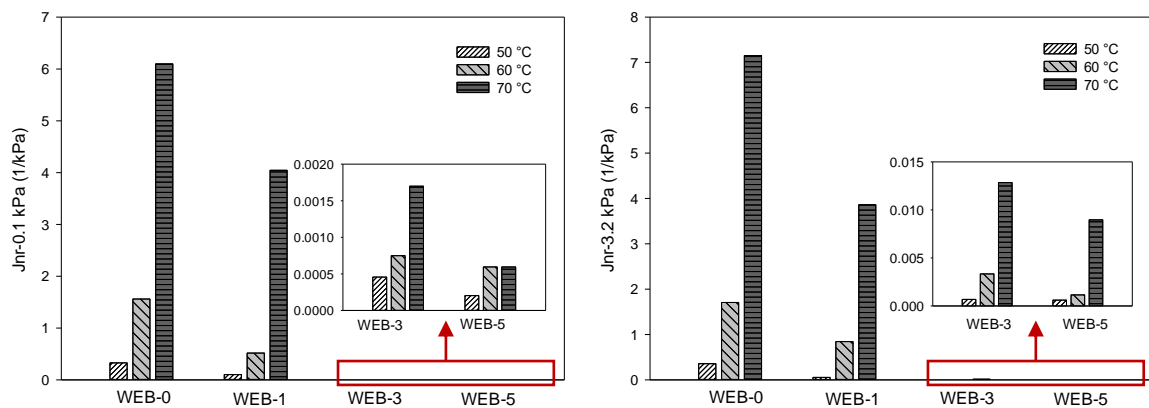 Jnr-0.1 kPa (1/kPa)
7
6
5
4
3
2
1
0
50 °C
60 °C
70 °C
0.0020
0.0015
0.0010
0.0005
0.0000
WEB-3 WEB-5
WEB-0 WEB-1 WEB-3 WEB-5
Jnr-3.2 kPa (1/kPa)
8
7
6
5
4
3
2
1
0
50 °C
60 °C
70 °C
0.015
0.010
0.005
0.000
WEB-3 WEB-5
WEB-0 WEB-1 WEB-3 WEB-5